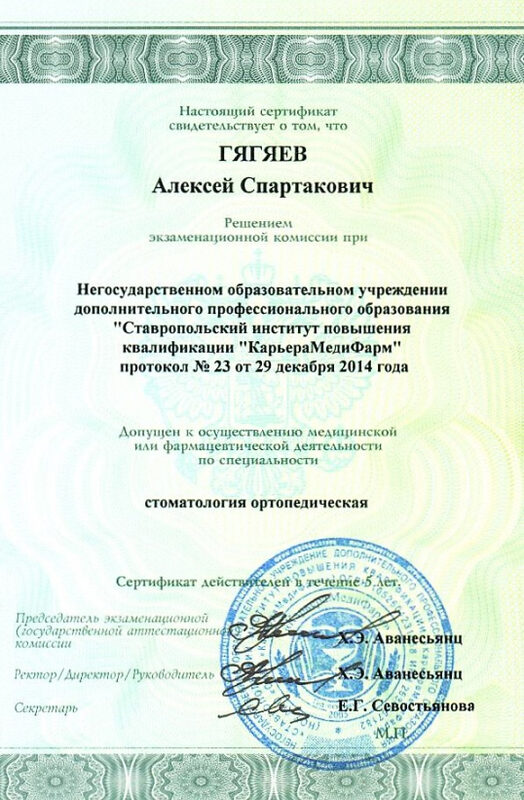 Настоящий сертификат
свидетельствует о том, что
ГЯГЯЕВ
Алексей Спартакович
Решением
экзаменационной комиссии при
Негосударственном образовательном учреждении
дополнительного профессионального образования
"Ставропольский институт повышения
квалификации "КарьераМедиФарм"
протокол № 23 от 29 декабря 2014 года
Допущен к осуществлению медицинской
или фармацевтической деятельности
по специальности
стоматология ортопедическая
Сертификат действителен в течение 5 лет.
Председатель экзаменационной
(государственной аттестационной
комиссии
Х.Э. Аванесьянц
Ректор/Директор/Руководитель
Х.Э. Аванесьянц
Секретарь
Е.Г. Севостьянова
М.П.